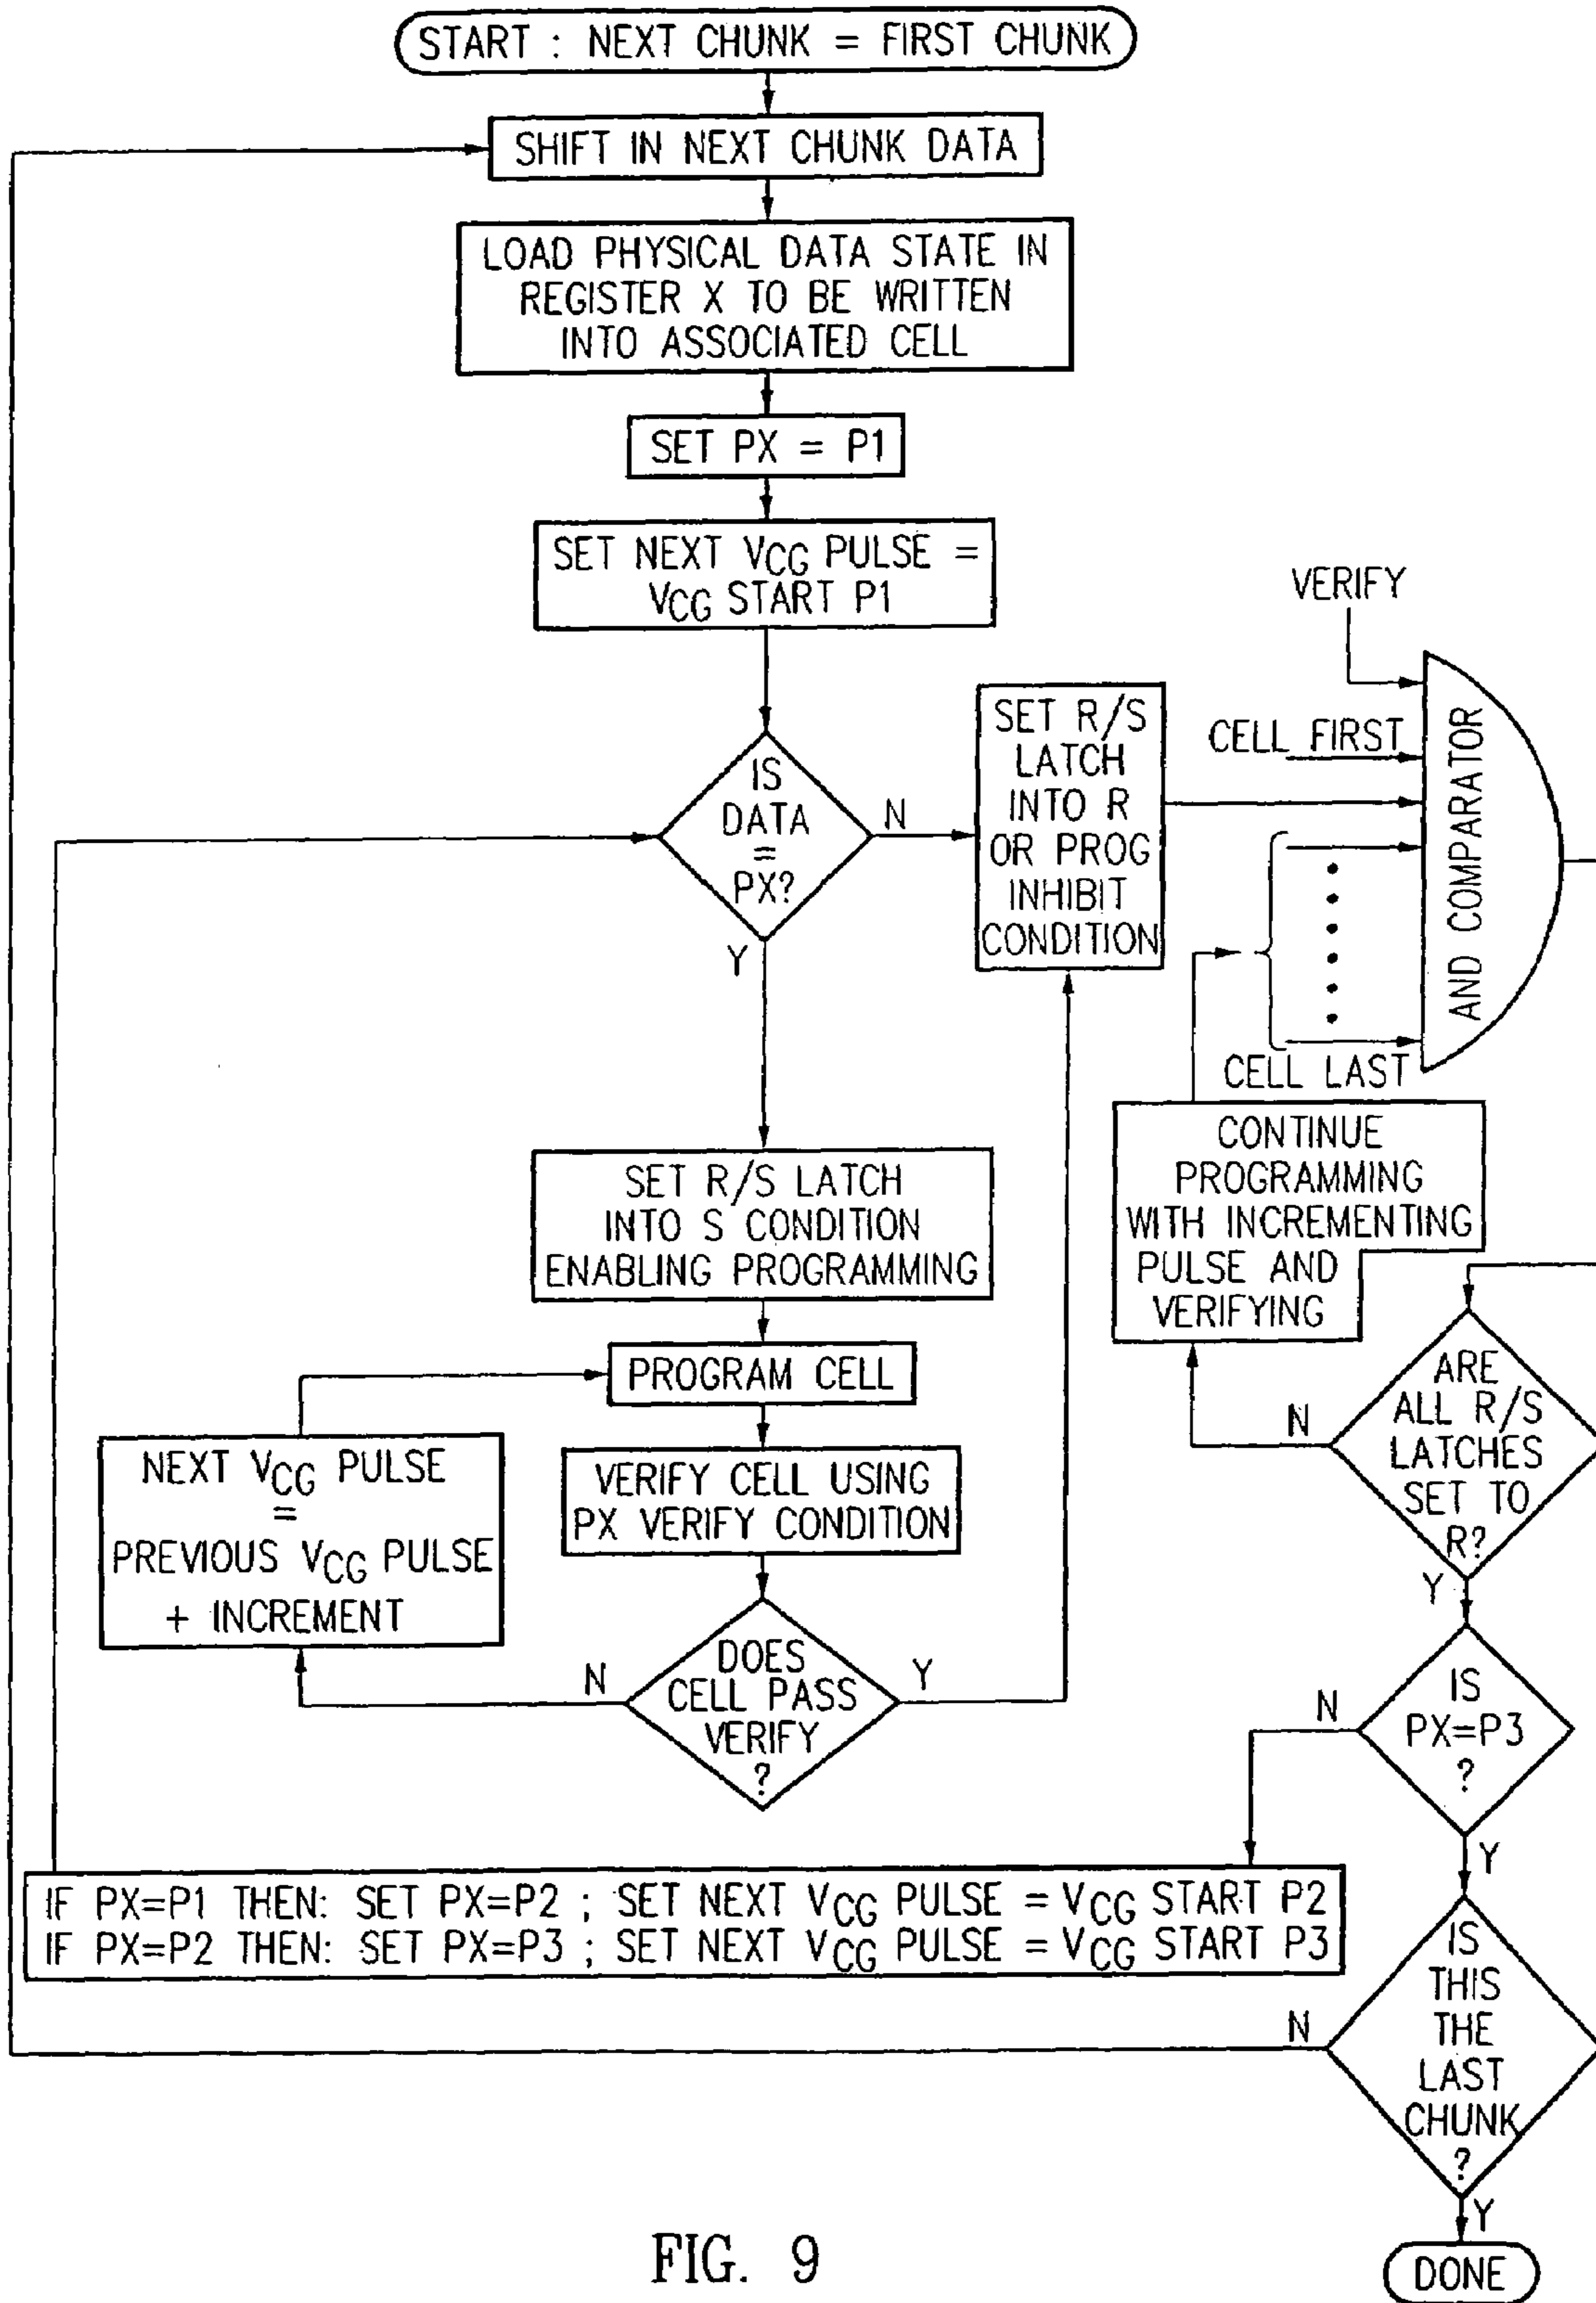 START : NEXT CHUNK = FIRST CHUNK
SHIFT IN NEXT CHUNK DATA
LOAD PHYSICAL DATA STATE IN
REGISTER X TO BE WRITTEN
INTO ASSOCIATED CELL
SET PX = P1
SET NEXT VCG PULSE =
VCG START P1
IS
DATA
=
PX?
N
Y
SET R/S
LATCH
INTO R
OR PROG
INHIBIT
CONDITION
VERIFY
CELL FIRST
CELL LAST
AND COMPARATOR
SET R/S LATCH
INTO S CONDITION
ENABLING PROGRAMMING
PROGRAM CELL
VERIFY CELL USING
PX VERIFY CONDITION
DOES
CELL PASS
VERIFY
?
N
Y
NEXT VCG PULSE
=
PREVIOUS VCG PULSE
+ INCREMENT
CONTINUE
PROGRAMMING
WITH INCREMENTING
PULSE AND
VERIFYING
ARE
ALL R/S
LATCHES
SET TO
R?
N
Y
IS
PX=P3
?
N
Y
IF PX=P1 THEN: SET PX=P2 ; SET NEXT VCG PULSE = VCG START P2
IF PX=P2 THEN: SET PX=P3 ; SET NEXT VCG PULSE = VCG START P3
IS
THIS
THE
LAST
CHUNK
?
N
Y
DONE
FIG. 9